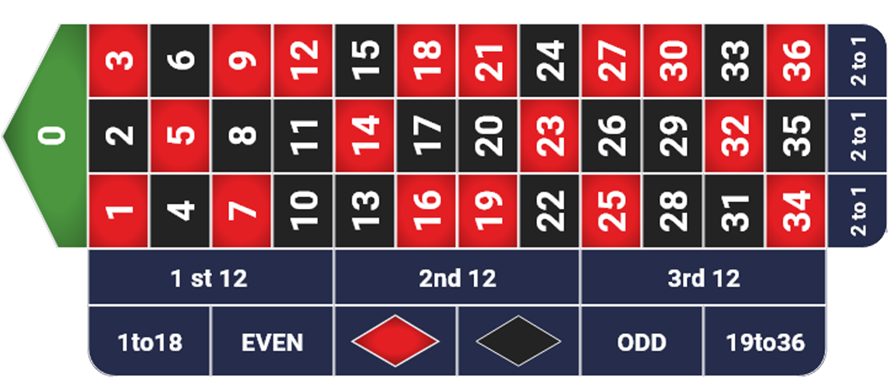 3 6 9 12 15 18 21 24 27 30 33 36 2 to 1
0 2 5 8 11 14 17 20 23 26 29 32 35 2 to 1
1 4 7 10 13 16 19 22 25 28 31 34 2 to 1
1 st 12 2nd 12 3rd 12
1to18 EVEN ODD 19to36